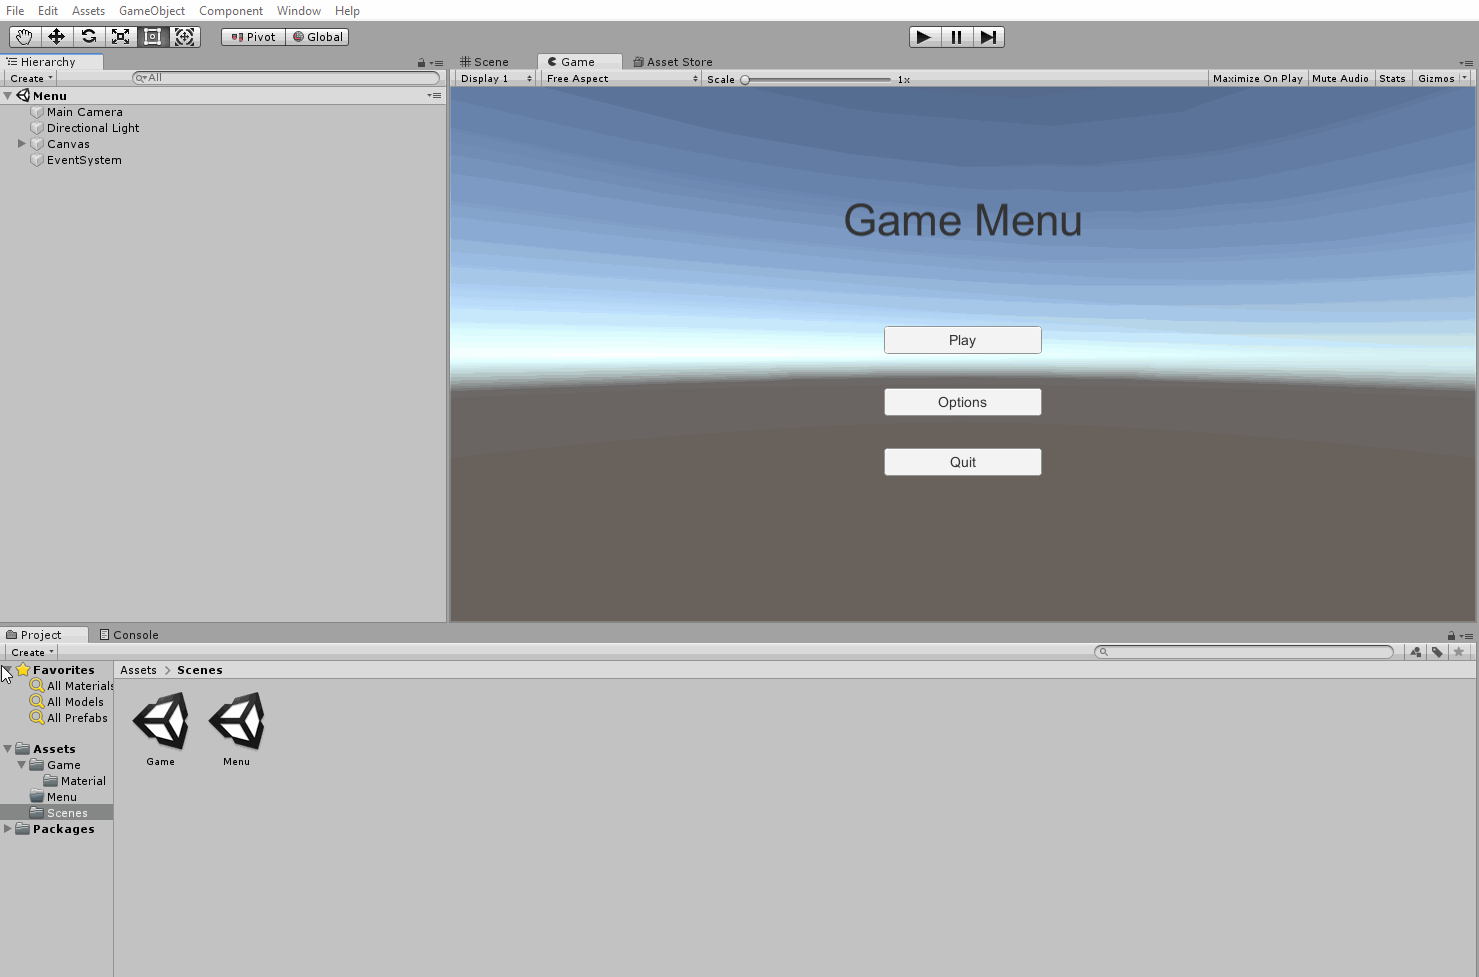 File Edit Assets GameObject Component Window Help
Pivot Global
Hierarchy
Create All
Menu
Main Camera
Directional Light
Canvas
EventSystem
Scene Game Asset Store
Display 1 Free Aspect Scale 1x Maximize On Play Mute Audio Stats Gizmos
Game Menu
Play
Options
Quit
Project Console
Create
Favorites
All Materials
All Models
All Prefabs
Assets
Game
Material
Menu
Scenes
Packages
Assets > Scenes
Game Menu